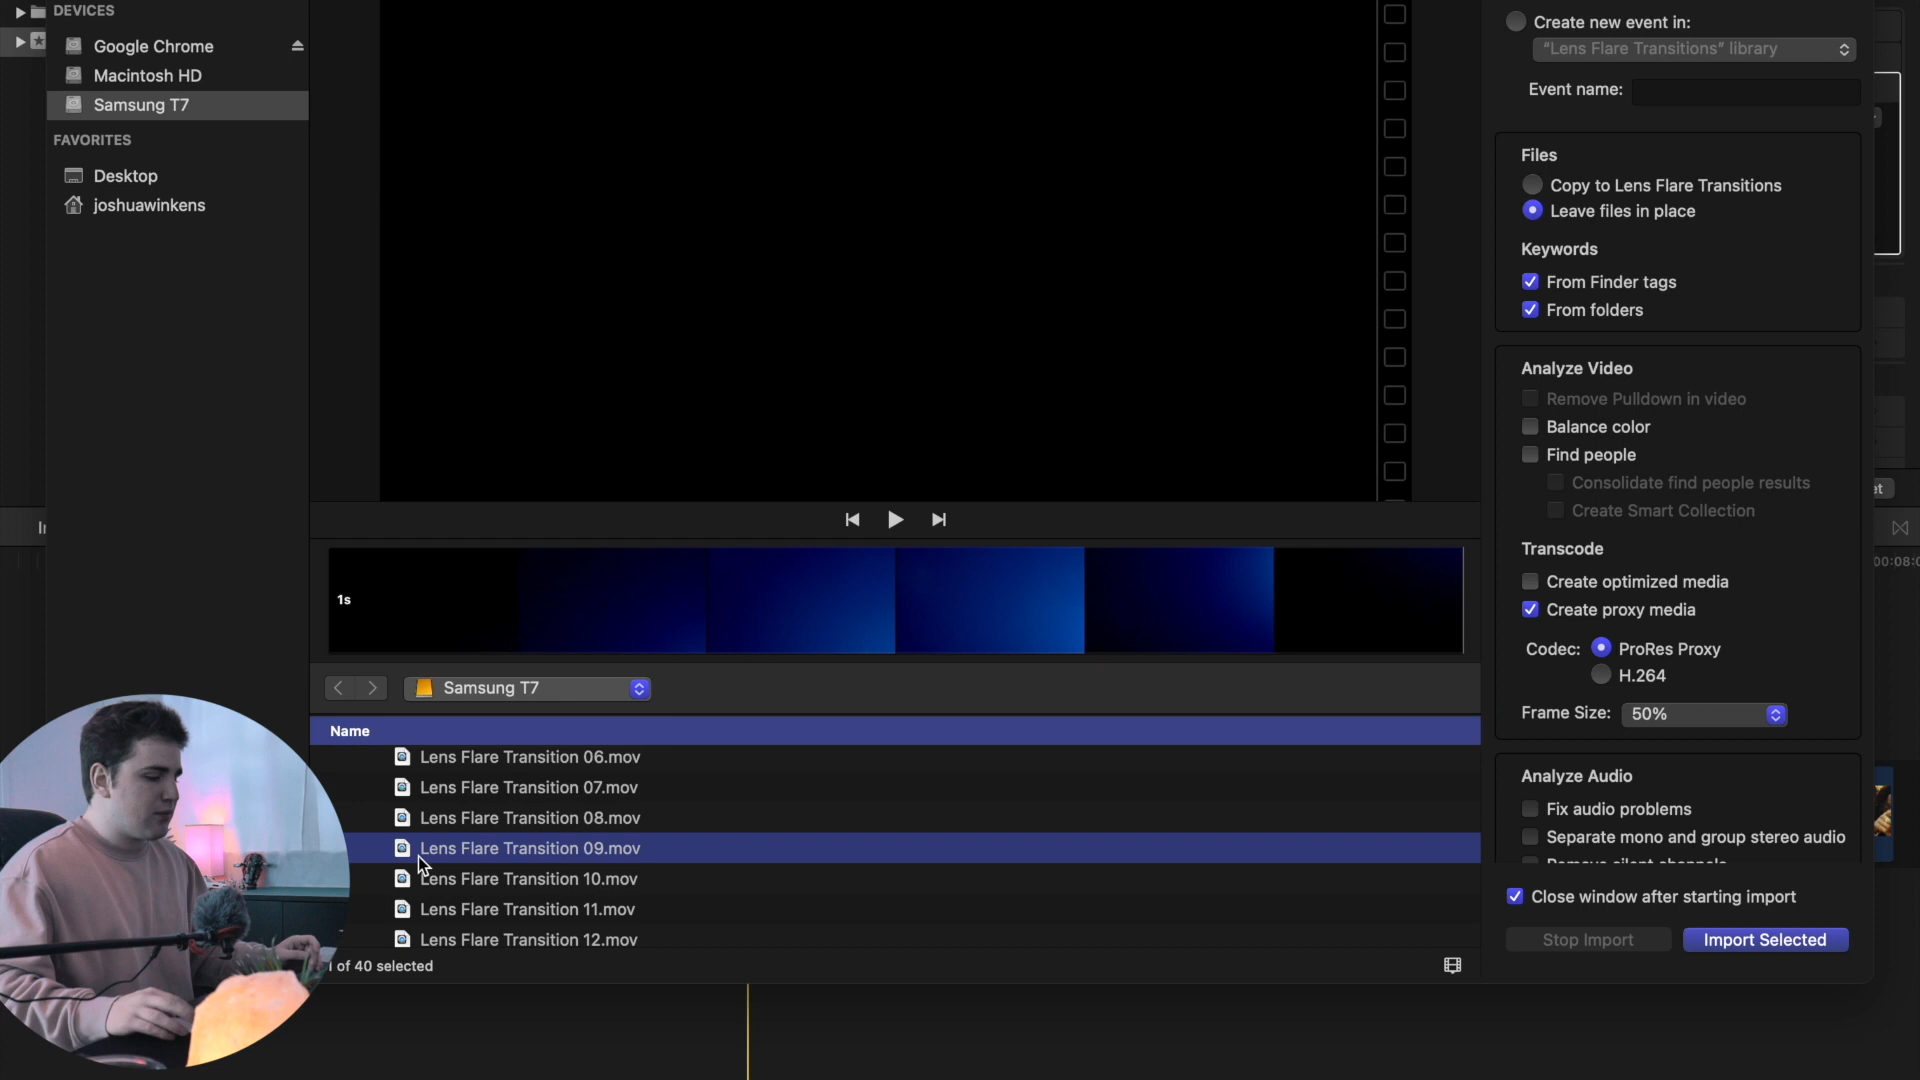 DEVICES
Google Chrome
Macintosh HD
Samsung T7
FAVORITES
Desktop
joshuawinkens
1s
Samsung T7
Name
Lens Flare Transition 06.mov
Lens Flare Transition 07.mov
Lens Flare Transition 08.mov
Lens Flare Transition 09.mov
Lens Flare Transition 10.mov
Lens Flare Transition 11.mov
Lens Flare Transition 12.mov
1 of 40 selected
Create new event in:
"Lens Flare Transitions" library
Event name:
Files
Copy to Lens Flare Transitions
Leave files in place
Keywords
From Finder tags
From folders
Analyze Video
Remove Pulldown in video
Balance color
Find people
Consolidate find people results
Create Smart Collection
Transcode
Create optimized media
Create proxy media
Codec: ProRes Proxy
H.264
Frame Size: 50%
Analyze Audio
Fix audio problems
Separate mono and group stereo audio
Remove silent channels
Close window after starting import
Stop Import
Import Selected